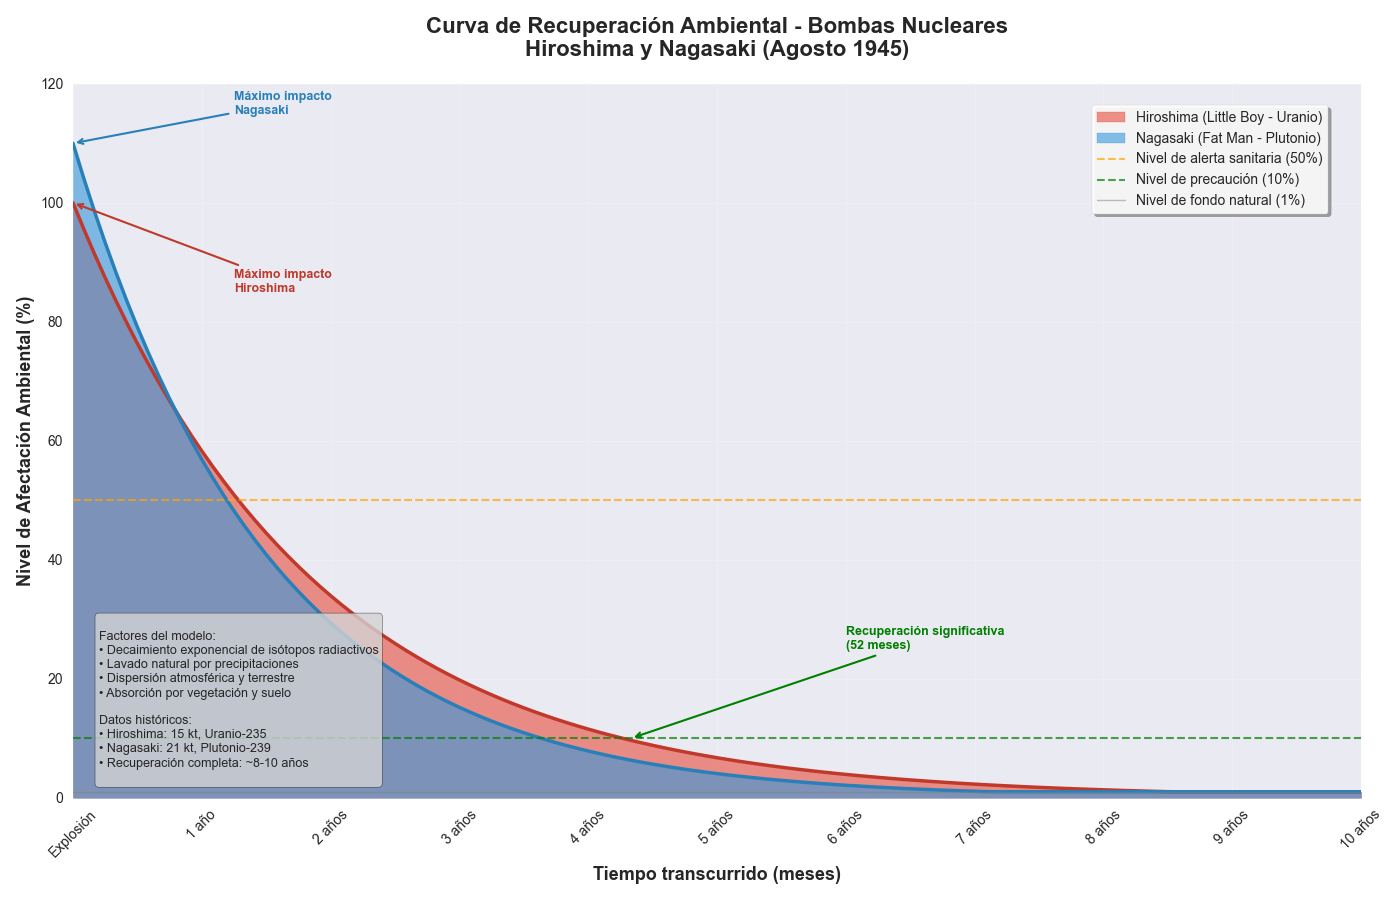 Curva de Recuperación Ambiental - Bombas Nucleares
Hiroshima y Nagasaki (Agosto 1945)
Nivel de Afectación Ambiental (%)
120
100
80
60
40
20
0
Máximo impacto
Nagasaki
Máximo impacto
Hiroshima
Hiroshima (Little Boy - Uranio)
Nagasaki (Fat Man - Plutonio)
Nivel de alerta sanitaria (50%)
Nivel de precaución (10%)
Nivel de fondo natural (1%)
Recuperación significativa
(52 meses)
Factores del modelo:
• Decaimiento exponencial de isótopos radiactivos
• Lavado natural por precipitaciones
• Dispersión atmosférica y terrestre
• Absorción por vegetación y suelo
Datos históricos:
• Hiroshima: 15 kt, Uranio-235
• Nagasaki: 21 kt, Plutonio-239
• Recuperación completa: ~8-10 años
Explosión
1 año
2 años
3 años
4 años
5 años
6 años
7 años
8 años
9 años
10 años
Tiempo transcurrido (meses)